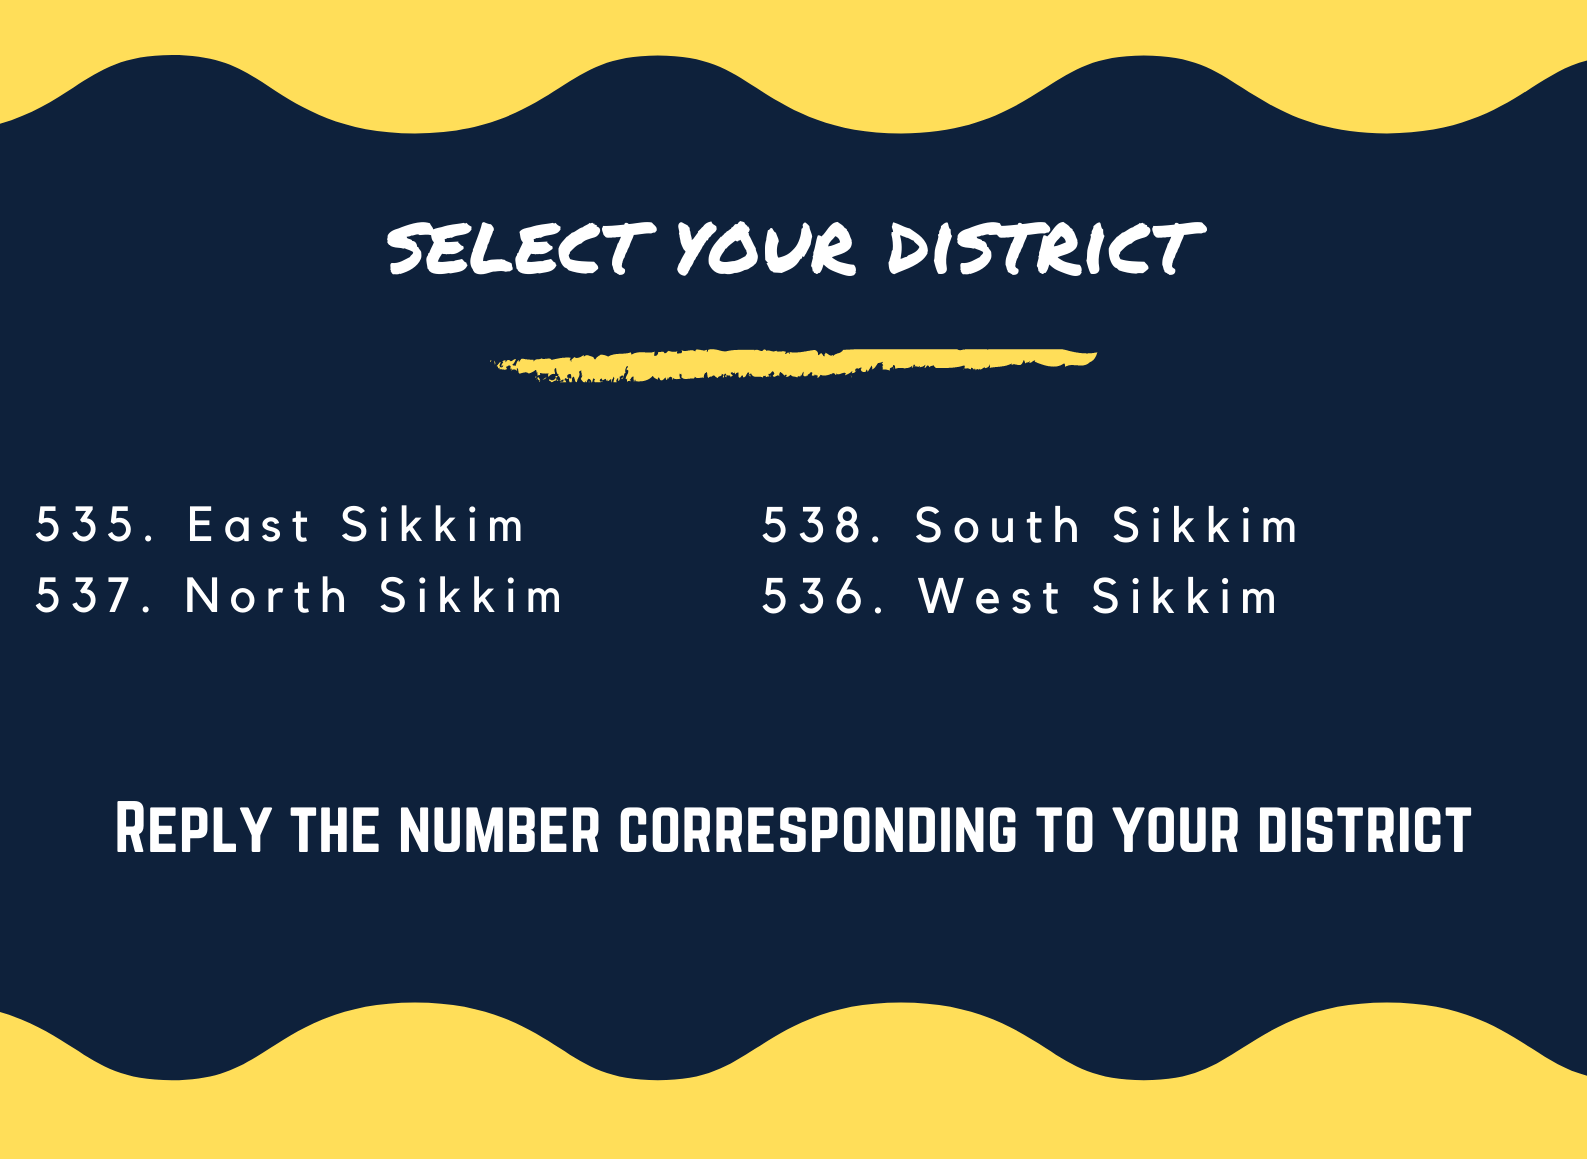 SELECT YOUR DISTRICT
535. East Sikkim
537. North Sikkim
538. South Sikkim
536. West Sikkim
Reply the number corresponding to your district